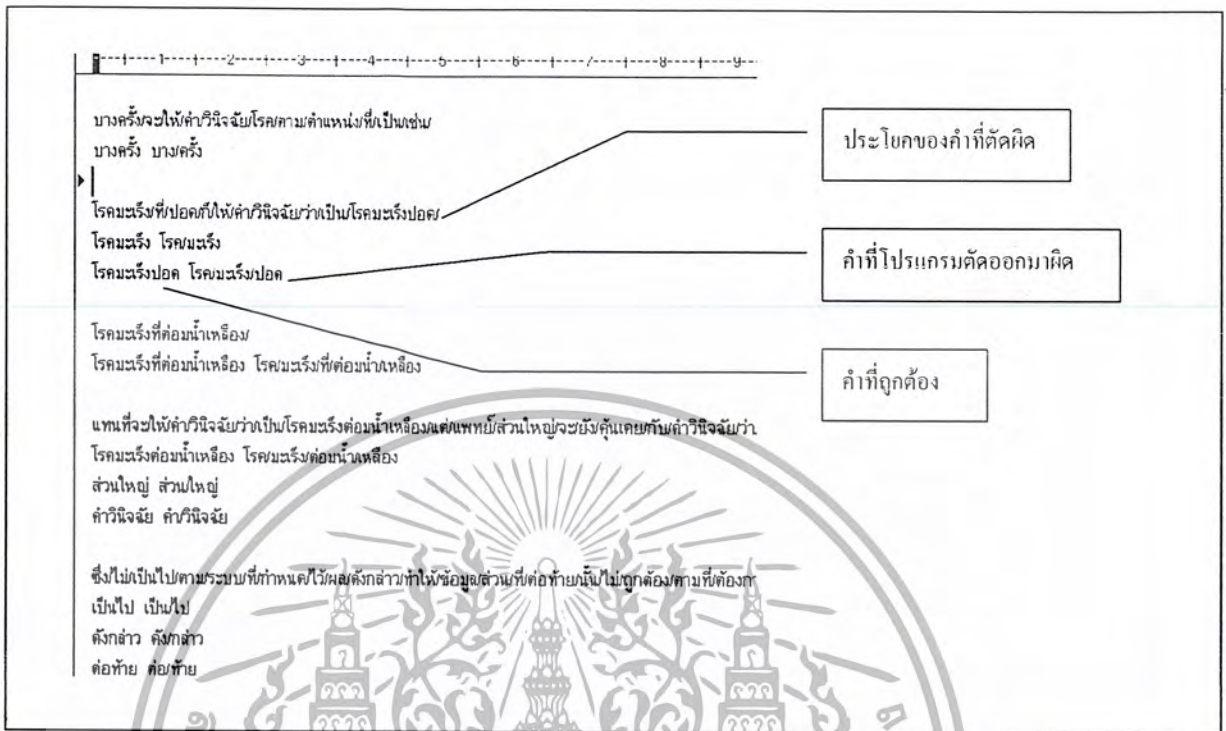 ---|----1----|----2----|----3----|----4----|----5----|----6----|----7----|----8----|----9--
บางครั้ง/จะให้/คำวินิจฉัย/โรค/ตาม/ตำแหน่ง/ที่/เป็น/เช่น/
บางครั้ง บาง/ครั้ง
โรคมะเร็ง/ที่/ปอด/ก็/ให้/คำวินิจฉัย/ว่า/เป็น/โรคมะเร็งปอด/
โรคมะเร็ง โรค/มะเร็ง
โรคมะเร็งปอด โรค/มะเร็ง/ปอด
โรคมะเร็งที่ต่อมน้ำเหลือง/
โรคมะเร็งที่ต่อมน้ำเหลือง โรค/มะเร็ง/ที่/ต่อมน้ำ/เหลือง
แทนที่จะ/ให้/คำวินิจฉัย/ว่า/เป็น/โรคมะเร็งต่อมน้ำเหลือง/แต่/แพทย์/ส่วนใหญ่/จะ/ยัง/คุ้นเคย/กับ/คำวินิจฉัย/ว่า
โรคมะเร็งต่อมน้ำเหลือง โรค/มะเร็ง/ต่อมน้ำ/เหลือง
ส่วนใหญ่ ส่วน/ใหญ่
คำวินิจฉัย คำ/วินิจฉัย
ซึ่ง/ไม่/เป็นไป/ตาม/ระบบ/ที่/กำหนด/ไว้/ผล/ดังกล่าว/ทำให้/ข้อมูล/ส่วน/ที่/ต่อท้าย/นั้น/ไม่/ถูกต้อง/ตาม/ที่/ต้องกา
เป็นไป เป็น/ไป
ดังกล่าว ดัง/กล่าว
ต่อท้าย ต่อ/ท้าย
ประโยคของคำที่ตัดผิด
คำที่โปรแกรมตัดออกมาผิด
คำที่ถูกต้อง